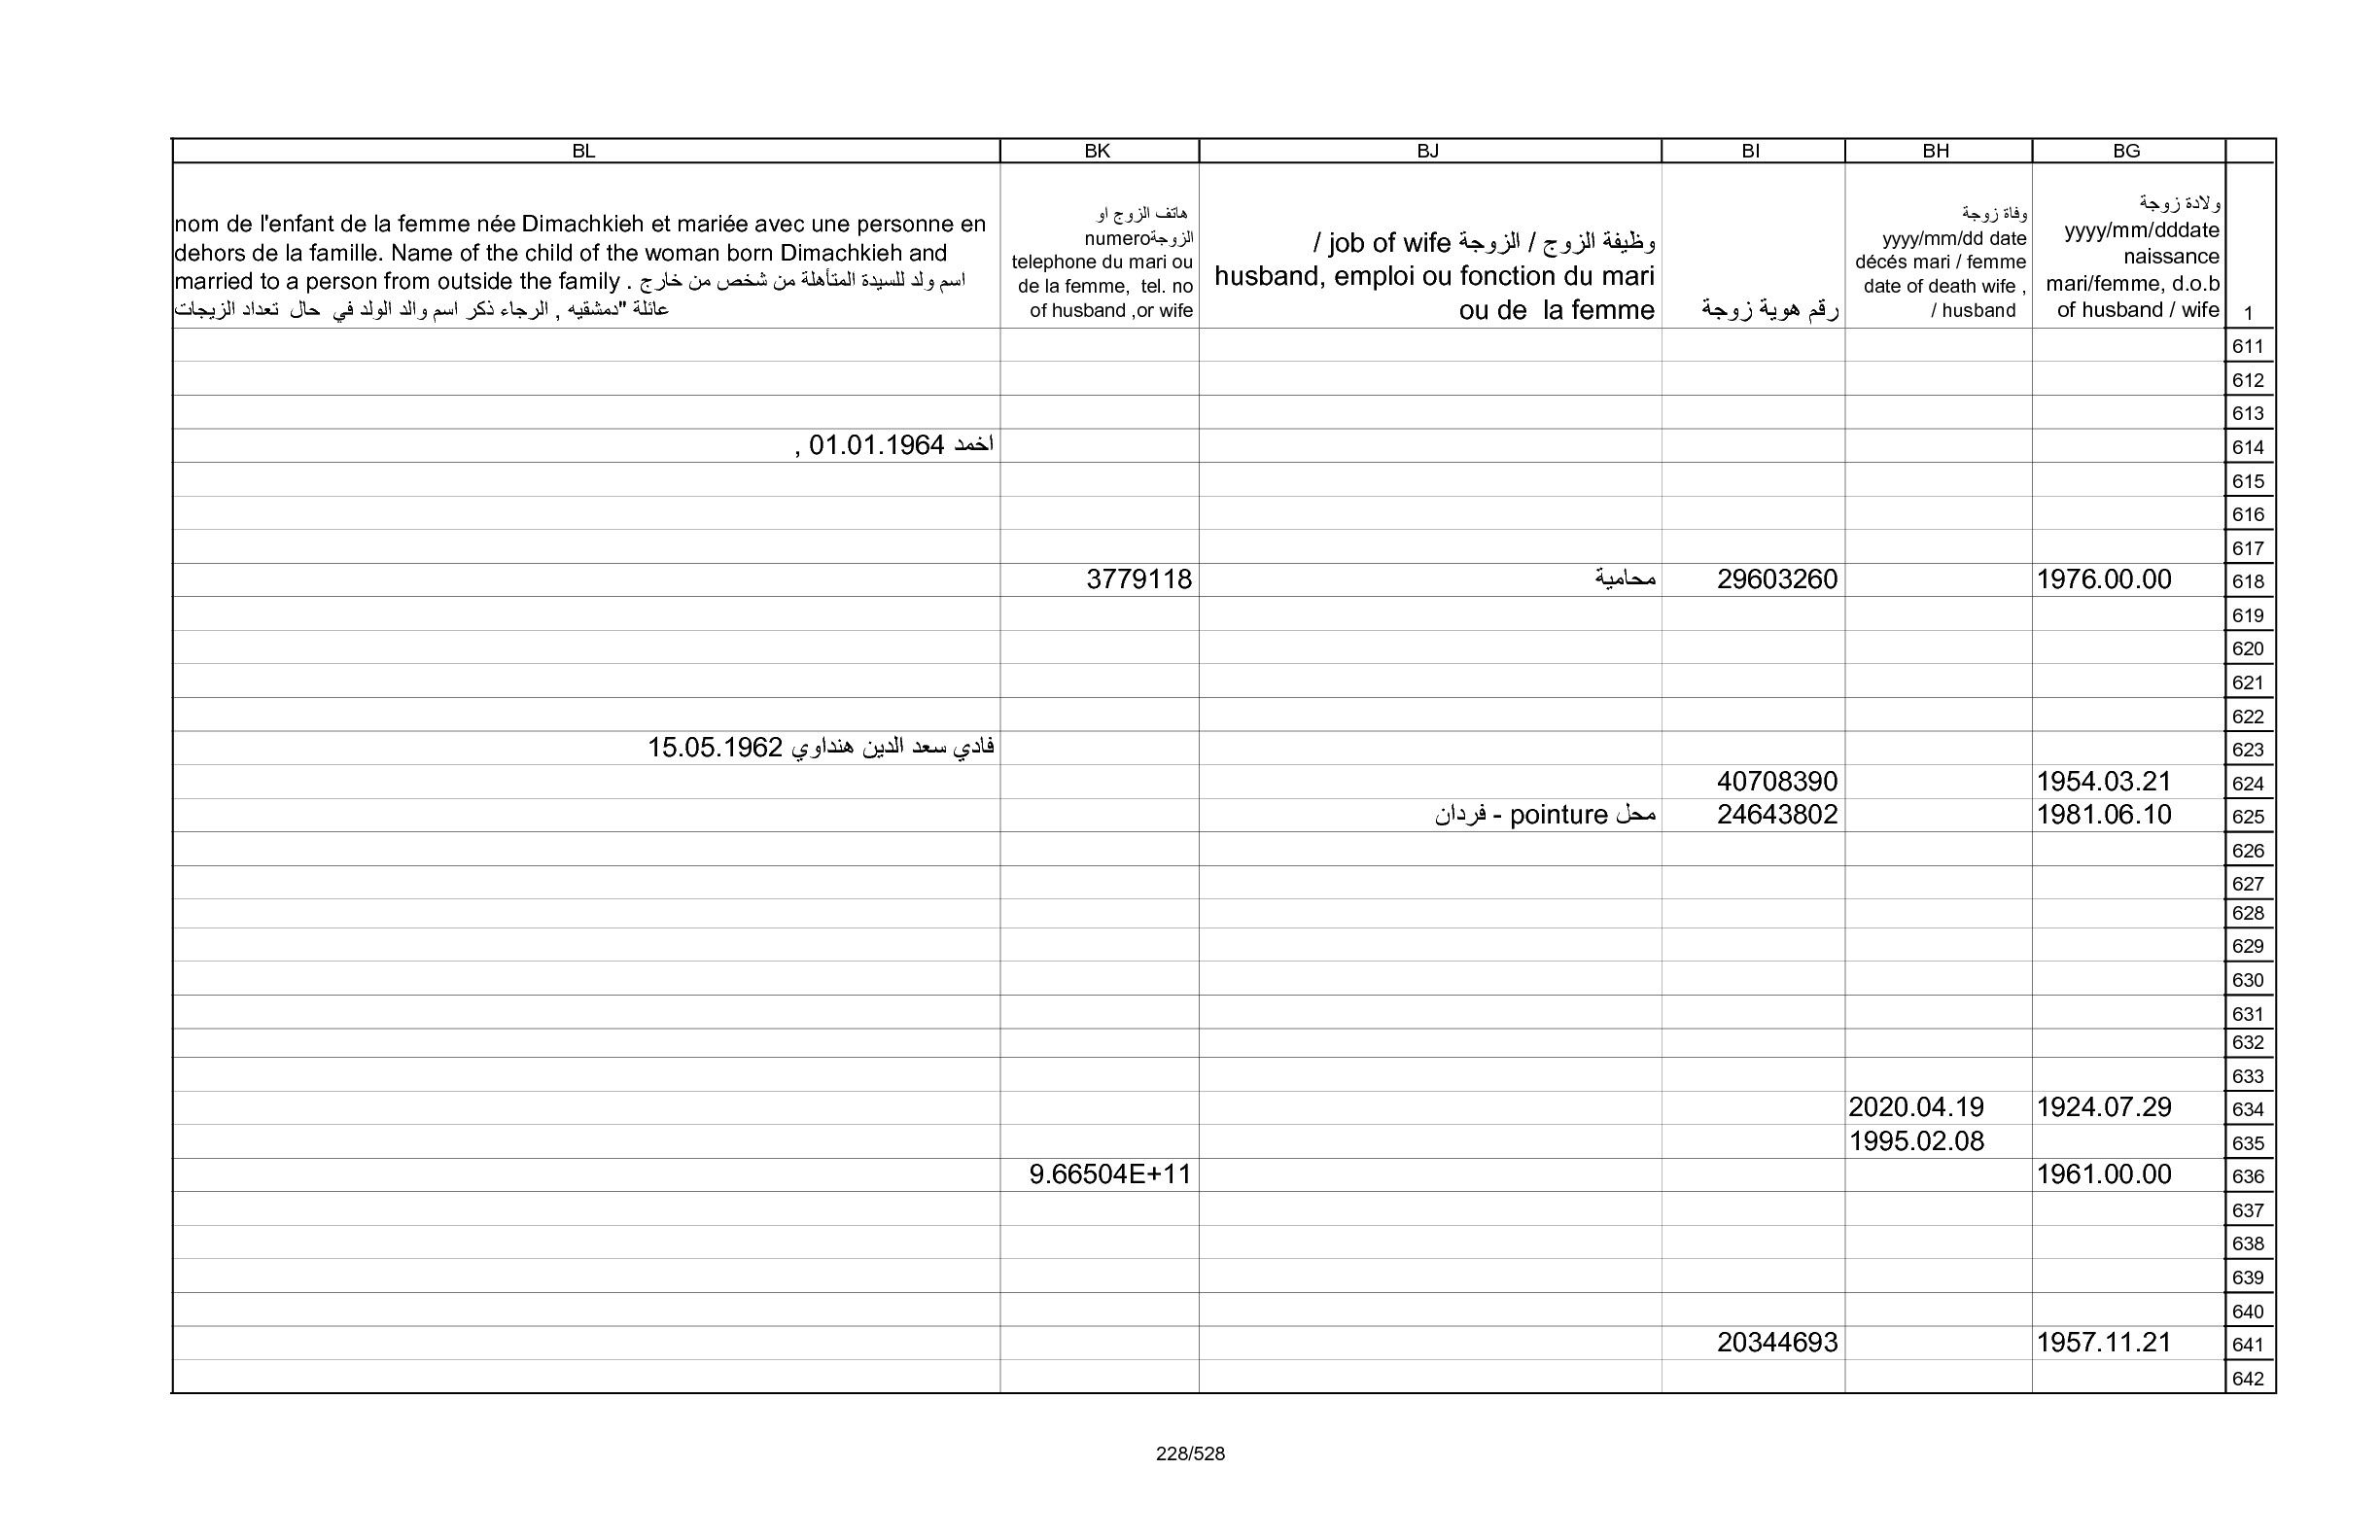 BL BK BJ BI BH BG
nom de l'enfant de la femme née Dimachkieh et mariée avec une personne en
dehors de la famille. Name of the child of the woman born Dimachkieh and
married to a person from outside the family . اسم ولد للسيدة المتأهلة من شخص من خارج
عائلة "دمشقيه , الرجاء ذكر اسم والد الولد في حال تعداد الزيجات
هاتف الزوج او
الزوجةnumero
telephone du mari ou
de la femme, tel. no
of husband ,or wife
وظيفة الزوج / الزوجة job of wife /
husband, emploi ou fonction du mari
ou de la femme
رقم هوية زوجة
وفاة زوجة
yyyy/mm/dd date
décés mari / femme
date of death wife ,
/ husband
ولادة زوجة
yyyy/mm/dddate
naissance
mari/femme, d.o.b
of husband / wife
1
611
612
613
اخمد 01.01.1964 , 614
615
616
617
3779118 محامية 29603260 1976.00.00 618
619
620
621
622
فادي سعد الدين هنداوي 15.05.1962 623
40708390 1954.03.21 624
محل pointure - فردان 24643802 1981.06.10 625
626
627
628
629
630
631
632
633
2020.04.19 1924.07.29 634
1995.02.08 635
9.66504E+11 1961.00.00 636
637
638
639
640
20344693 1957.11.21 641
642
228/528